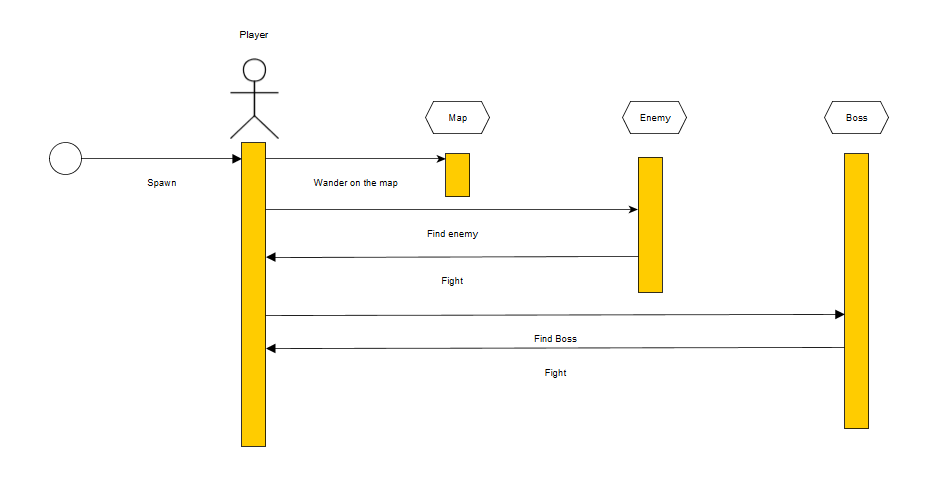 Player
Map
Enemy
Boss
Spawn
Wander on the map
Find enemy
Fight
Find Boss
Fight